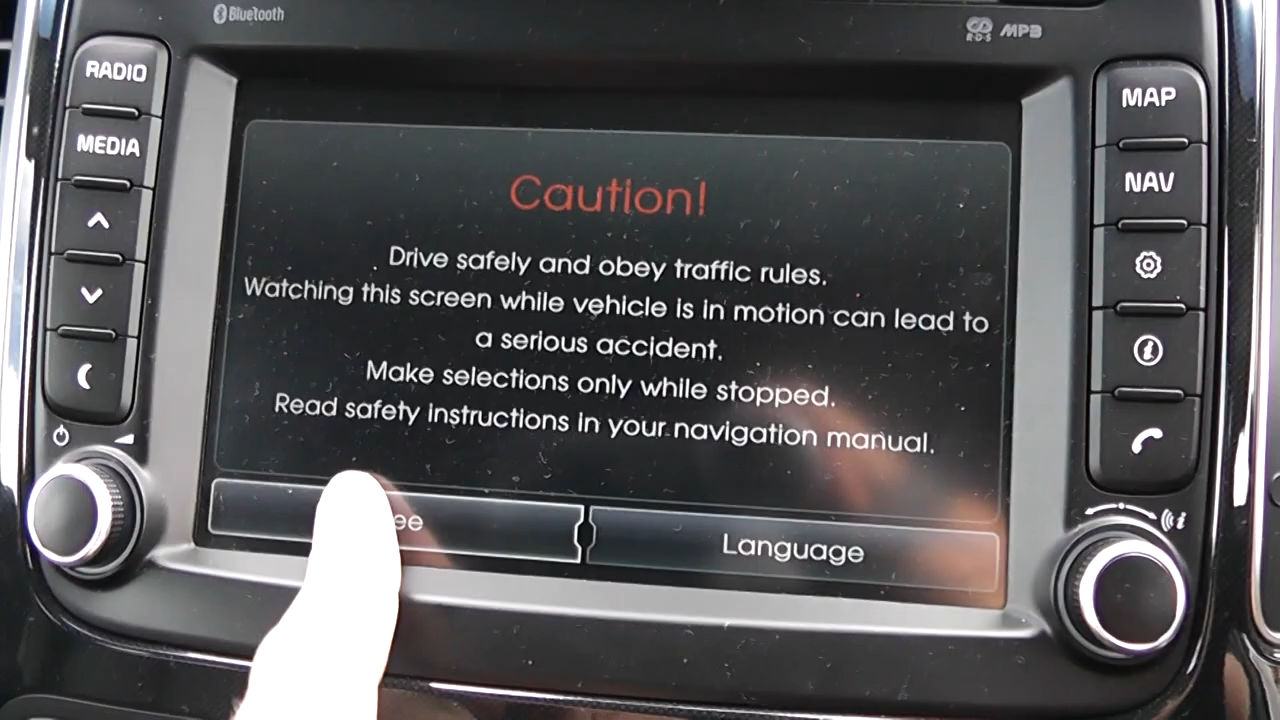 Bluetooth
R·D·S MP3
RADIO
MEDIA
MAP
NAV
Caution!
Drive safely and obey traffic rules.
Watching this screen while vehicle is in motion can lead to
a serious accident.
Make selections only while stopped.
Read safety instructions in your navigation manual.
Language